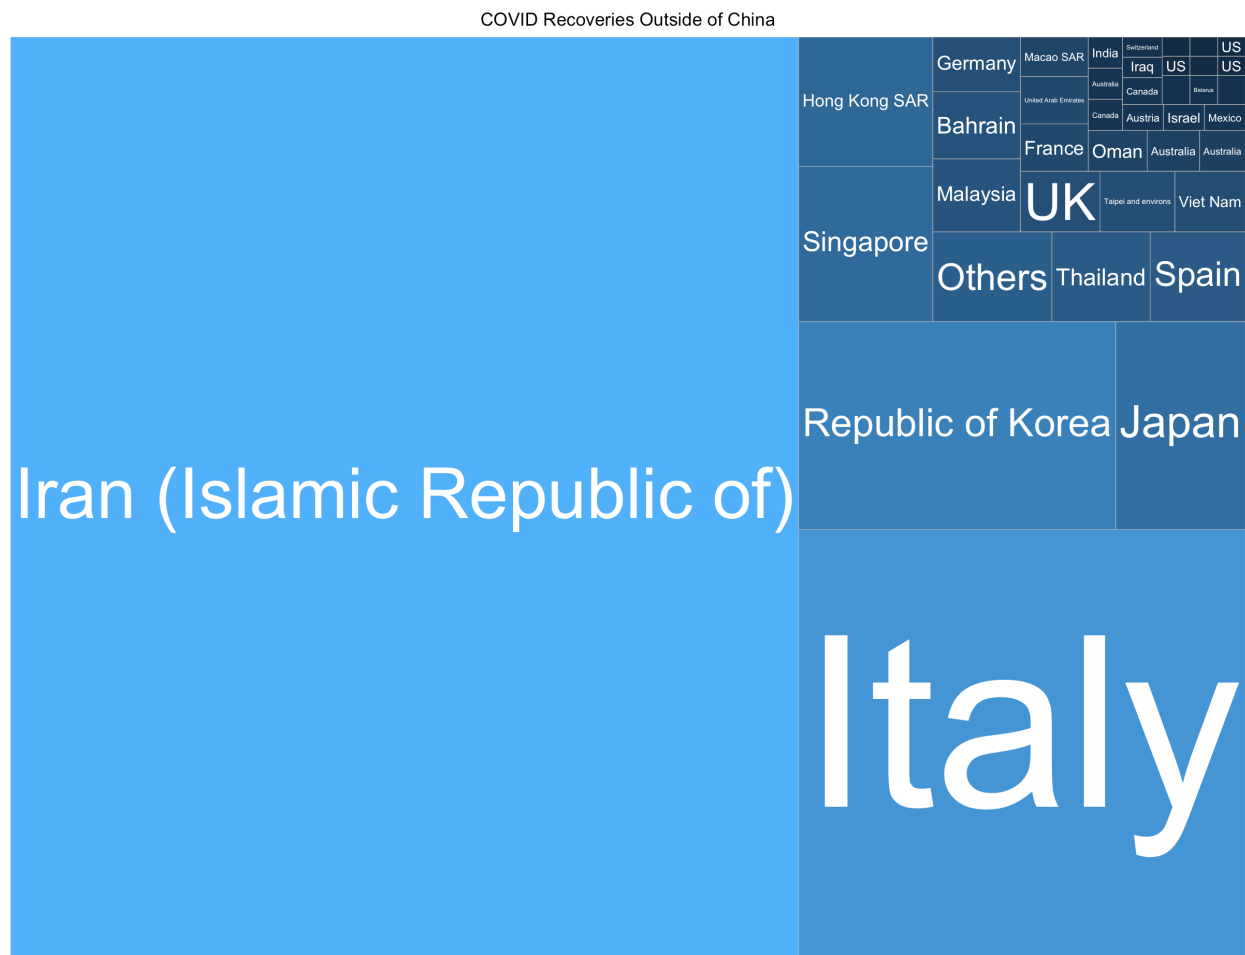 COVID Recoveries Outside of China
Iran (Islamic Republic of)
Hong Kong SAR
Singapore
Germany
Bahrain
Malaysia
Macao SAR
United Arab Emirates
France
India
Australia
Canada
Switzerland
Iraq
Canada
US
US
US
Belarus
Austria
Israel
Mexico
Oman
Australia
Australia
UK
Taipei and environs
Viet Nam
Others
Thailand
Spain
Republic of Korea
Japan
Italy